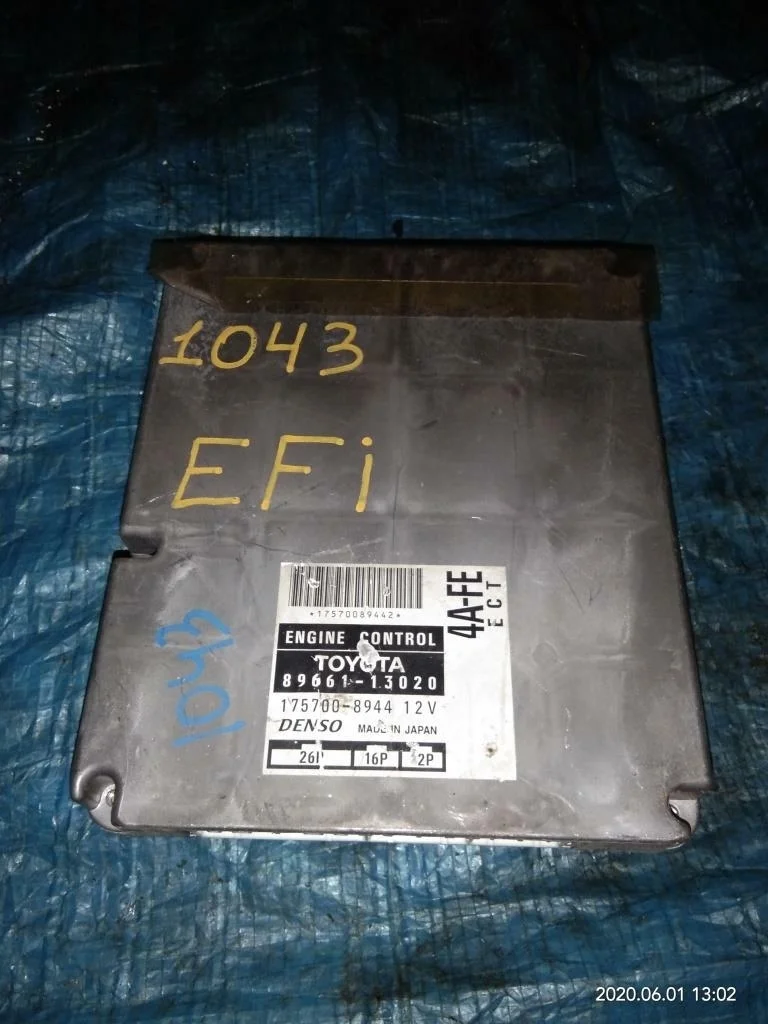 1043
EFi
*17570089442*
4A-FE
ECT
ENGINE CONTROL
TOYOTA
89661-13020
175700-8944 12V
DENSO MADE IN JAPAN
26P 16P 12P
1043
2020.06.01 13:02